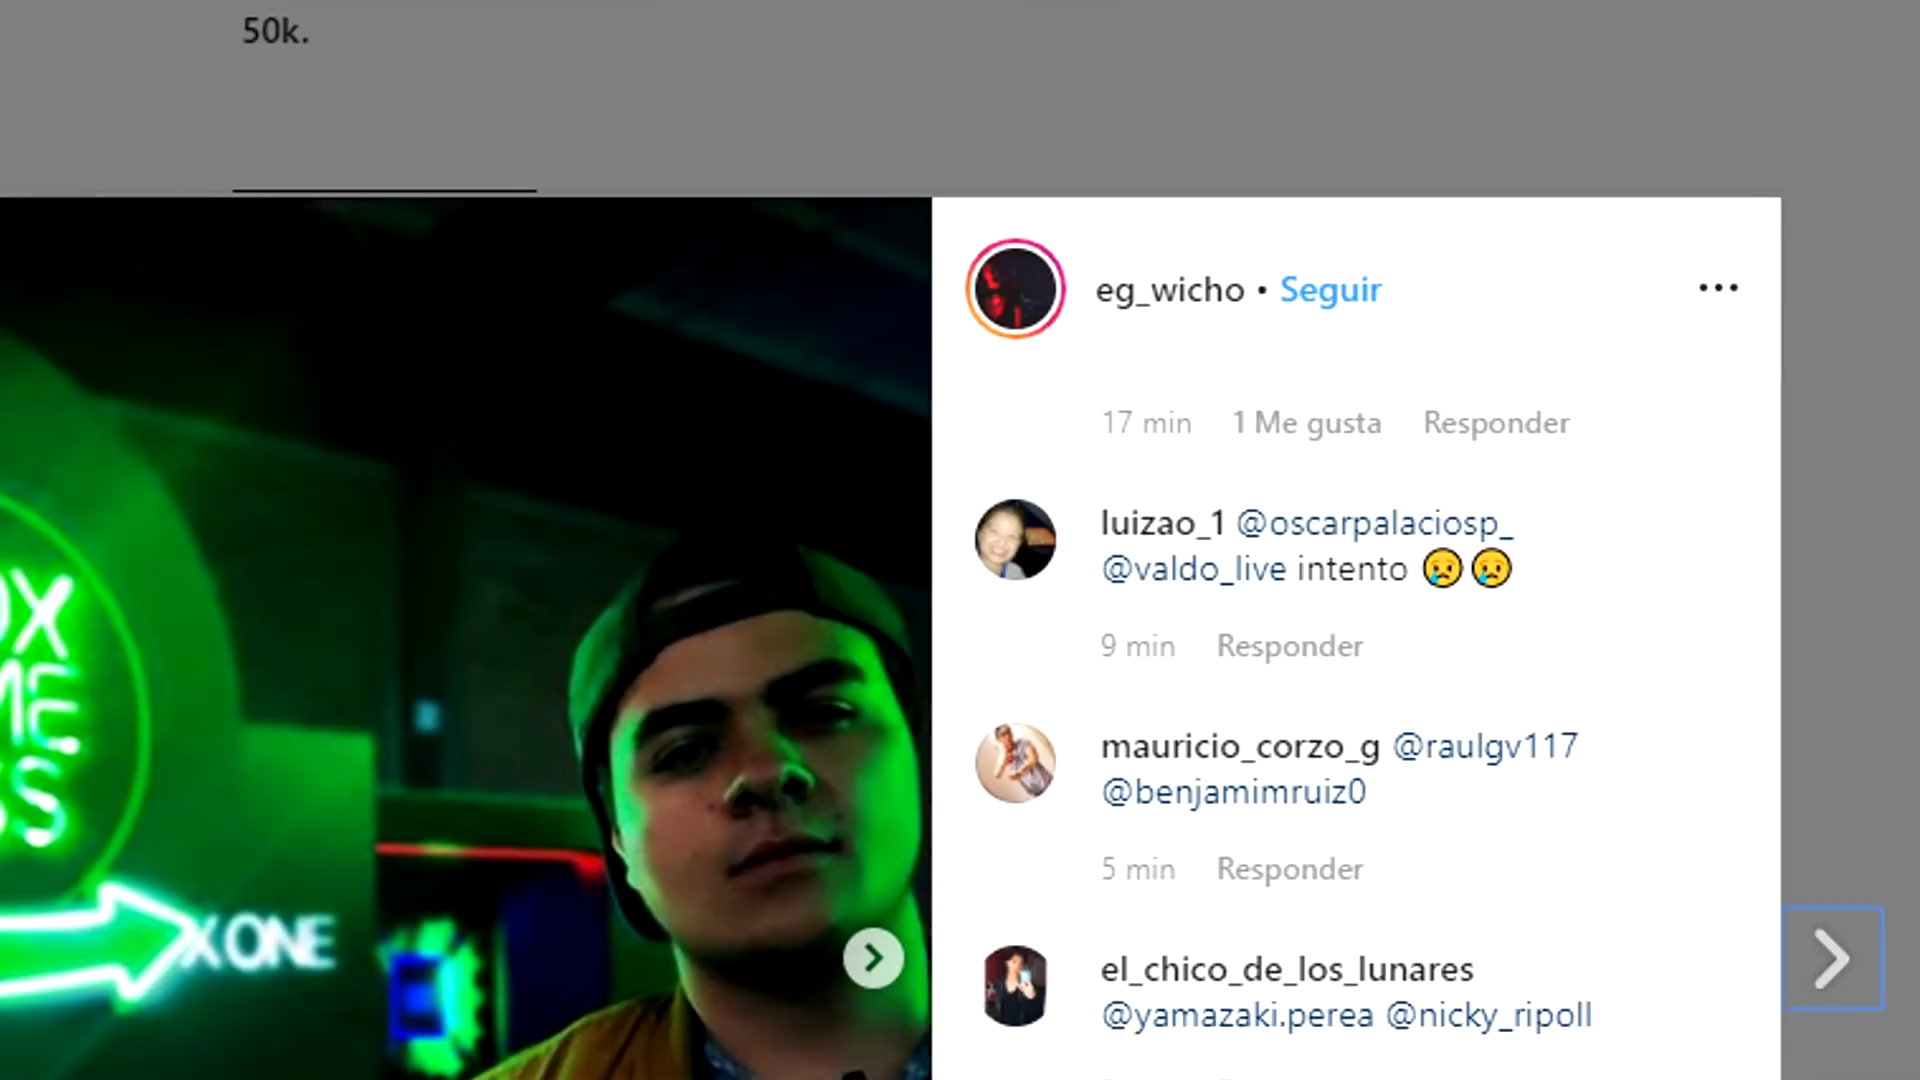 50k.
eg_wicho • Seguir
17 min 1 Me gusta Responder
luizao_1 @oscarpalaciosp_
@valdo_live intento 😢😢
9 min Responder
mauricio_corzo_g @raulgv117
@benjamimruiz0
5 min Responder
el_chico_de_los_lunares
@yamazaki.perea @nicky_ripoll
X ONE